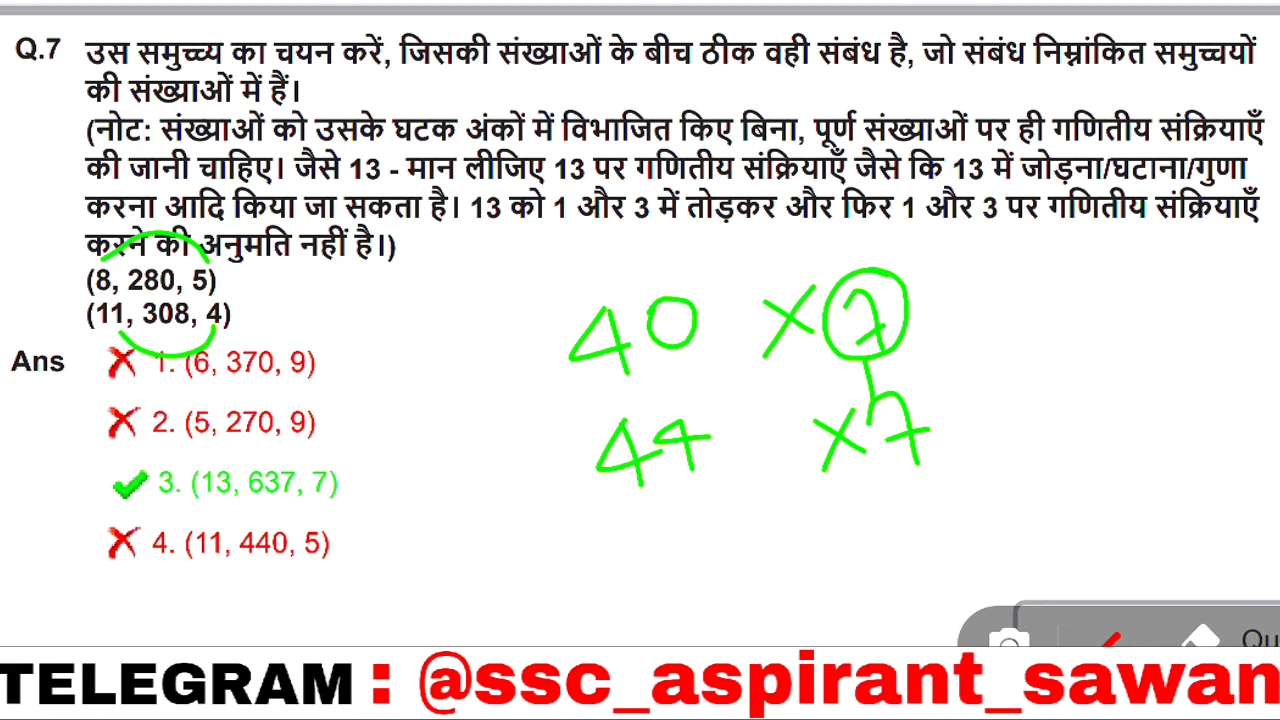 Q.7 उस समुच्च्य का चयन करें, जिसकी संख्याओं के बीच ठीक वही संबंध है, जो संबंध निम्नांकित समुच्चयों
की संख्याओं में हैं।
(नोट: संख्याओं को उसके घटक अंकों में विभाजित किए बिना, पूर्ण संख्याओं पर ही गणितीय संक्रियाएँ
की जानी चाहिए। जैसे 13 - मान लीजिए 13 पर गणितीय संक्रियाएँ जैसे कि 13 में जोड़ना/घटाना/गुणा
करना आदि किया जा सकता है। 13 को 1 और 3 में तोड़कर और फिर 1 और 3 पर गणितीय संक्रियाएँ
करने की अनुमति नहीं है।)
(8, 280, 5)
(11, 308, 4)
40 ×7
Ans 1. (6, 370, 9)
2. (5, 270, 9)
44 ×7
3. (13, 637, 7)
4. (11, 440, 5)
Qu
TELEGRAM : @ssc_aspirant_sawan